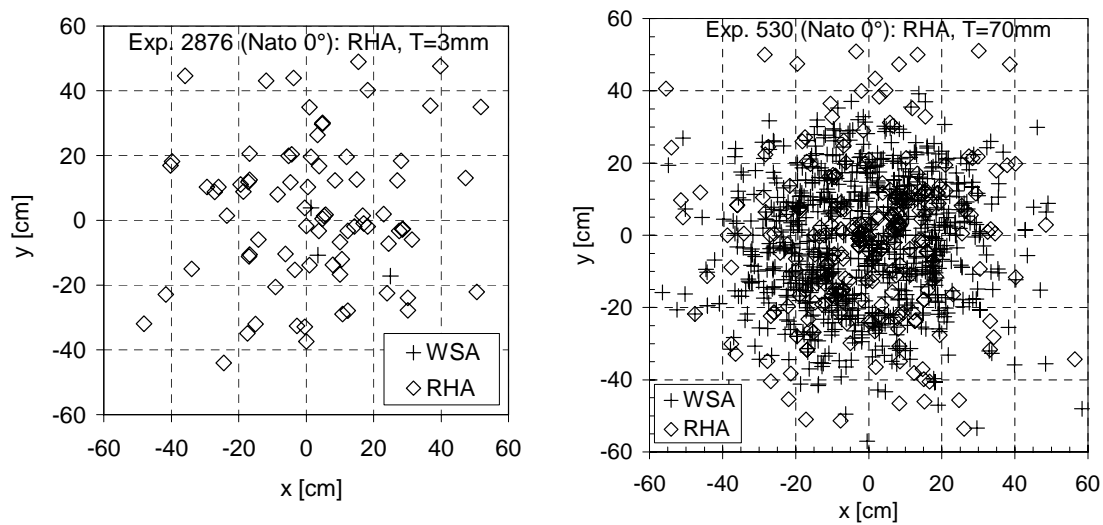 Exp. 2876 (Nato 0°): RHA, T=3mm
60
40
20
0
-20
-40
-60
y [cm]
WSA
RHA
-60 -40 -20 0 20 40 60
x [cm]
Exp. 530 (Nato 0°): RHA, T=70mm
60
40
20
0
-20
-40
-60
y [cm]
WSA
RHA
-60 -40 -20 0 20 40 60
x [cm]